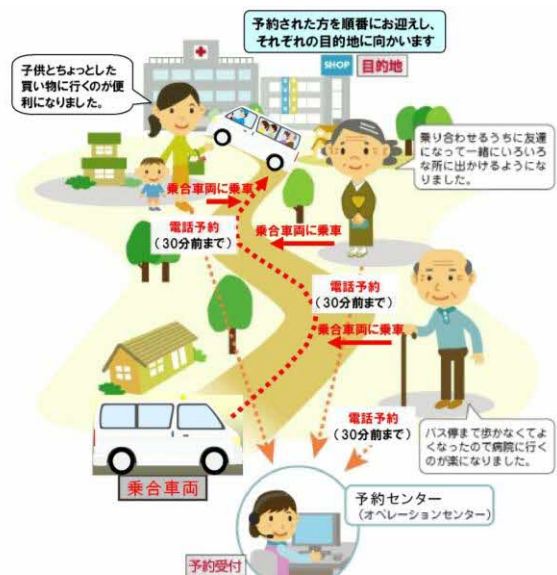 予約された方を順番にお迎えし、
それぞれの目的地に向かいます
SHOP 目的地
子供とちょっとした
買い物に行くのが便
利になりました。
乗り合わせるうちに友達
になって一緒にいろいろ
な所に出かけるようにな
りました。
乗合車両に乗車
電話予約
(30分前まで)
乗合車両に乗車
電話予約
(30分前まで)
乗合車両に乗車
電話予約
(30分前まで)
バス停まで歩かなくてよ
くなったので病院に行く
のが楽になりました。
乗合車両
予約センター
(オペレーションセンター)
予約受付